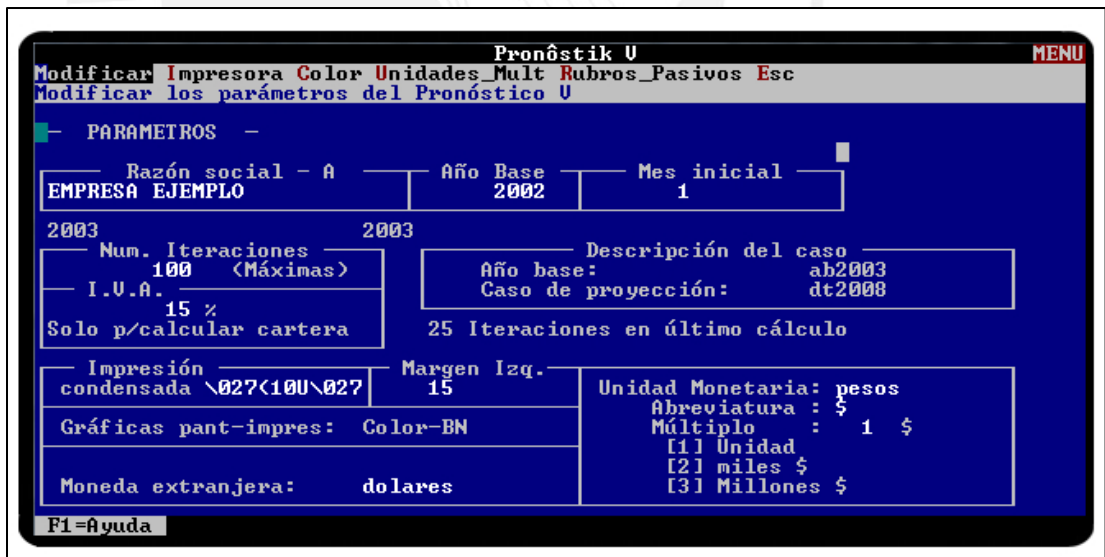 Pronôstik V MENU
Modificar Impresora Color Unidades_Mult Rubros_Pasivos Esc
Modificar los parámetros del Pronóstico V
— PARAMETROS —
Razón social - A Año Base Mes inicial
EMPRESA EJEMPLO 2002 1
2003 2003
Num. Iteraciones Descripción del caso
100 (Máximas) Año base: ab2003
I.V.A. Caso de proyección: dt2008
15 %
Solo p/calcular cartera 25 Iteraciones en último cálculo
Impresión Margen Izq.
condensada \027(10U\027 15 Unidad Monetaria: pesos
Abreviatura : $
Gráficas pant-impres: Color-BN Múltiplo : 1 $
[1] Unidad
[2] miles $
Moneda extranjera: dolares [3] Millones $
F1=Ayuda